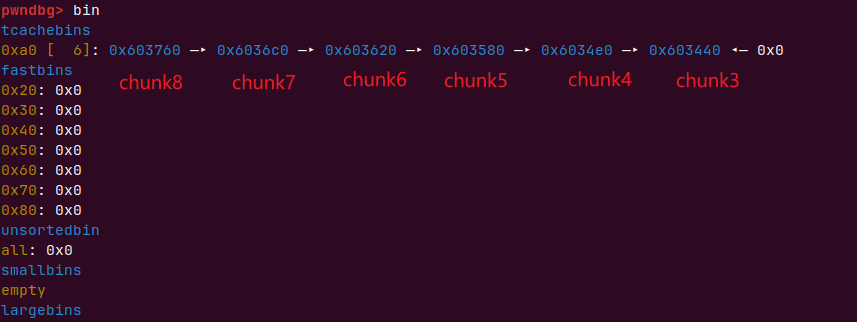 pwndbg> bin
tcachebins
0xa0 [  6]: 0x603760 —▸ 0x6036c0 —▸ 0x603620 —▸ 0x603580 —▸ 0x6034e0 —▸ 0x603440 ◂— 0x0
fastbins
chunk8 chunk7 chunk6 chunk5 chunk4 chunk3
0x20: 0x0
0x30: 0x0
0x40: 0x0
0x50: 0x0
0x60: 0x0
0x70: 0x0
0x80: 0x0
unsortedbin
all: 0x0
smallbins
empty
largebins